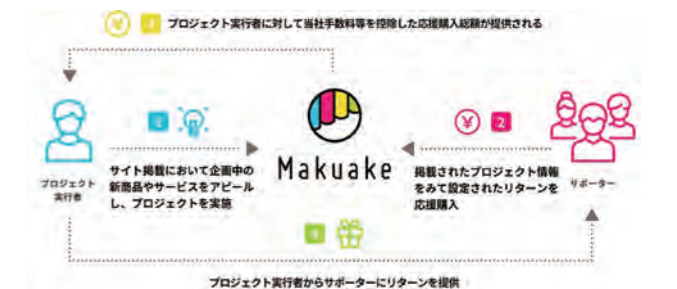 プロジェクト実行者に対して当社手数料等を控除した応援購入総額が提供される
2
Makuake
サイト掲載において企画中の
新商品やサービスをアピール
し、プロジェクトを実施
掲載されたプロジェクト情報
をみて設定されたリターンを
応援購入
プロジェクト
実行者
サポーター
プロジェクト実行者からサポーターにリターンを提供